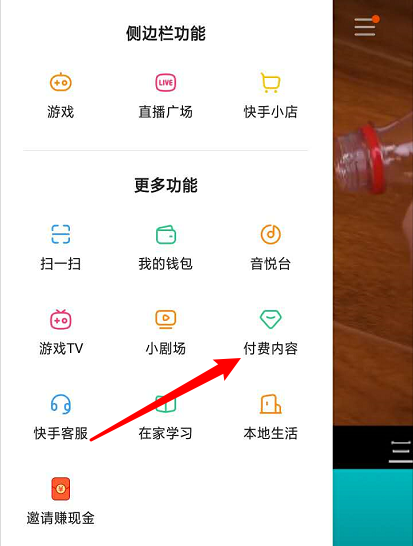 侧边栏功能
LIVE
游戏 直播广场 快手小店
更多功能
扫一扫 我的钱包 音悦台
游戏TV 小剧场 付费内容
快手客服 在家学习 本地生活
三
¥
邀请赚现金